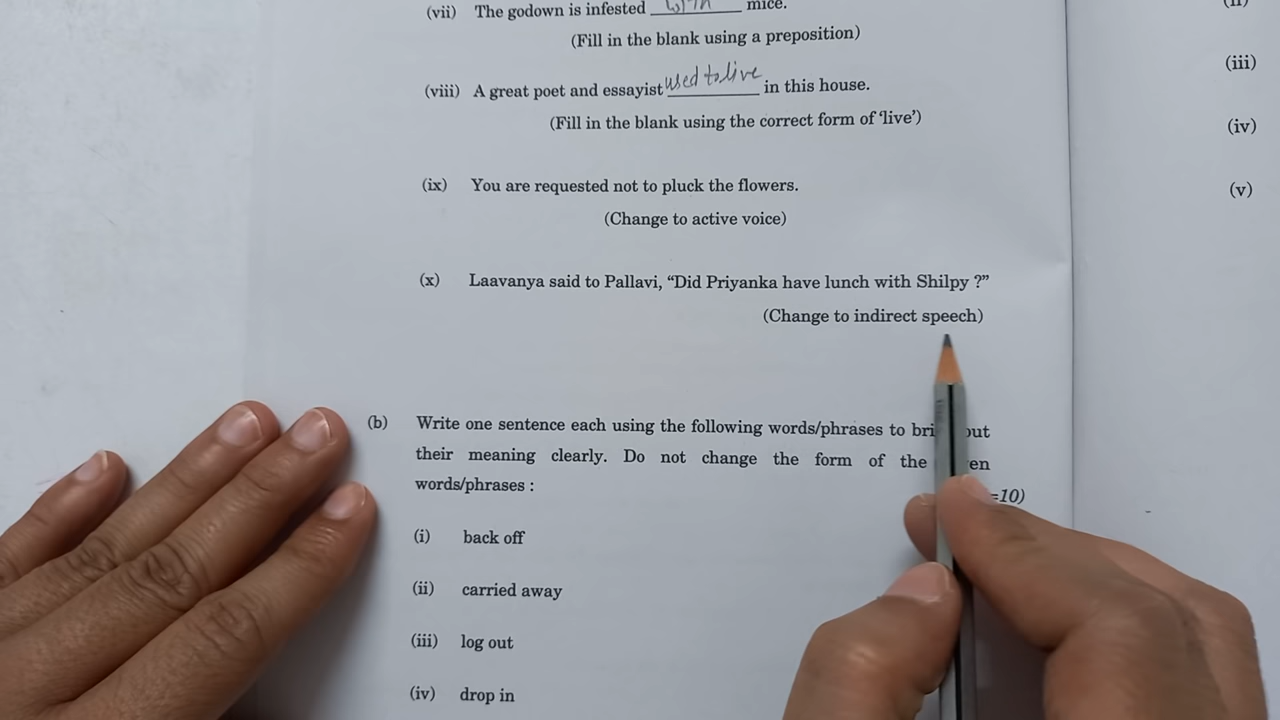 (vii) The godown is infested with mice.
(ii)
(Fill in the blank using a preposition)
(iii)
(viii) A great poet and essayist used to live in this house.
(Fill in the blank using the correct form of 'live')
(iv)
(ix) You are requested not to pluck the flowers.
(v)
(Change to active voice)
(x) Laavanya said to Pallavi, "Did Priyanka have lunch with Shilpy ?"
(Change to indirect speech)
(b) Write one sentence each using the following words/phrases to bri out
their meaning clearly. Do not change the form of the en
words/phrases :
=10)
(i) back off
(ii) carried away
(iii) log out
(iv) drop in